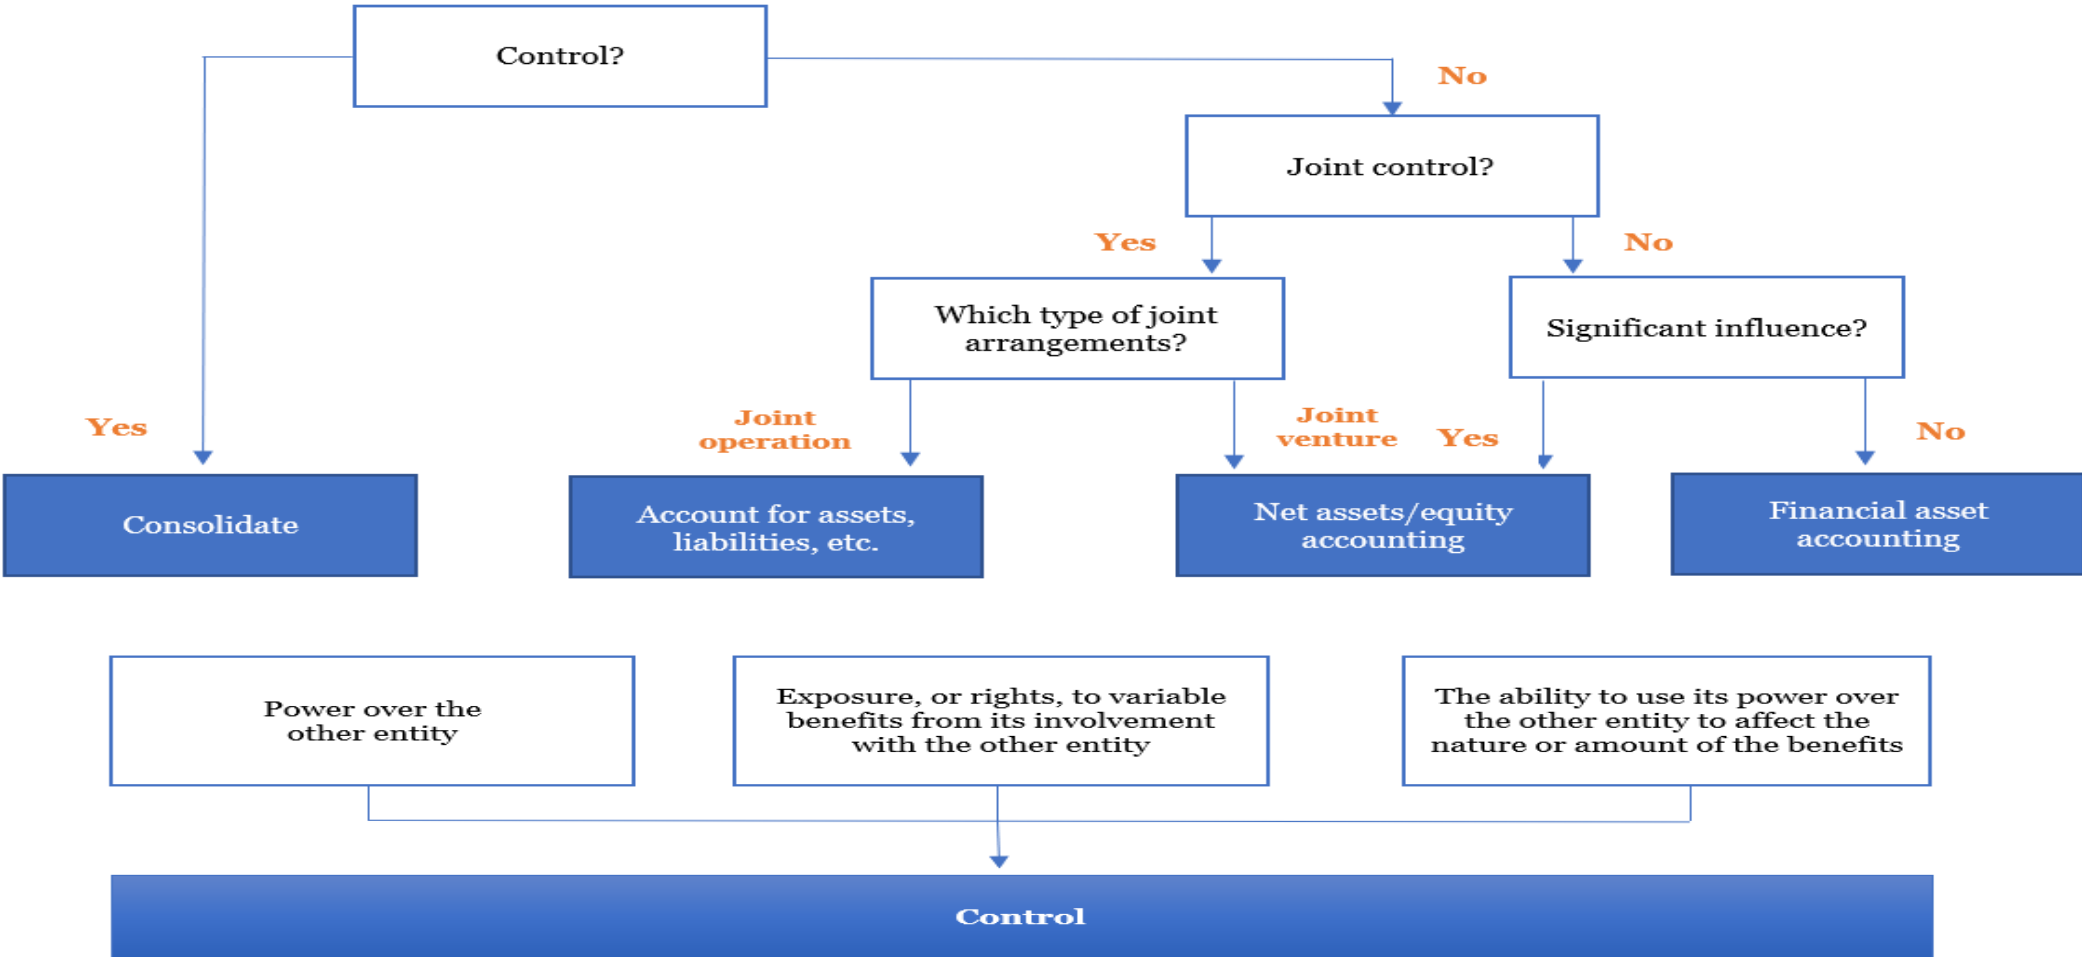 Control?
No
Joint control?
Yes
No
Which type of joint
arrangements?
Significant influence?
Yes
Joint
operation
Joint
venture
Yes
No
Consolidate
Account for assets,
liabilities, etc.
Net assets/equity
accounting
Financial asset
accounting
Power over the
other entity
Exposure, or rights, to variable
benefits from its involvement
with the other entity
The ability to use its power over
the other entity to affect the
nature or amount of the benefits
Control